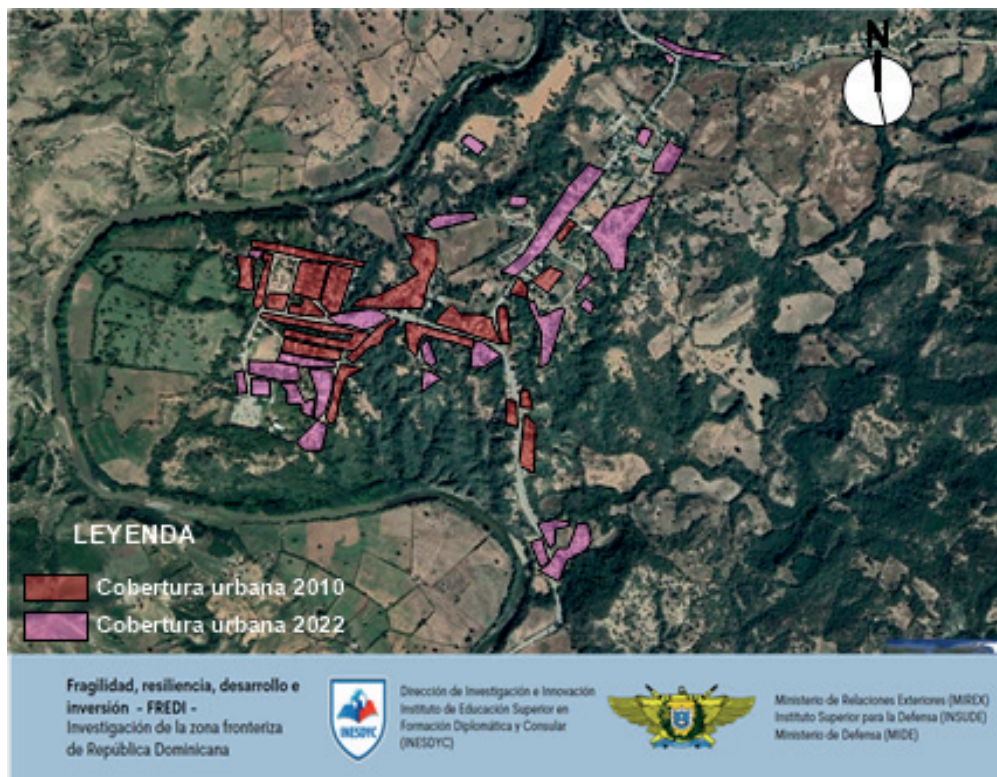 N
LEYENDA
Cobertura urbana 2010
Cobertura urbana 2022
Fragilidad, resiliencia, desarrollo e
inversión - FREDI -
Investigación de la zona fronteriza
de República Dominicana
INESDYC
Dirección de Investigación e Innovación
Instituto de Educación Superior en
Formación Diplomática y Consular
(INESDYC)
Ministerio de Relaciones Exteriores (MIREX)
Instituto Superior para la Defensa (INSUDE)
Ministerio de Defensa (MIDE)